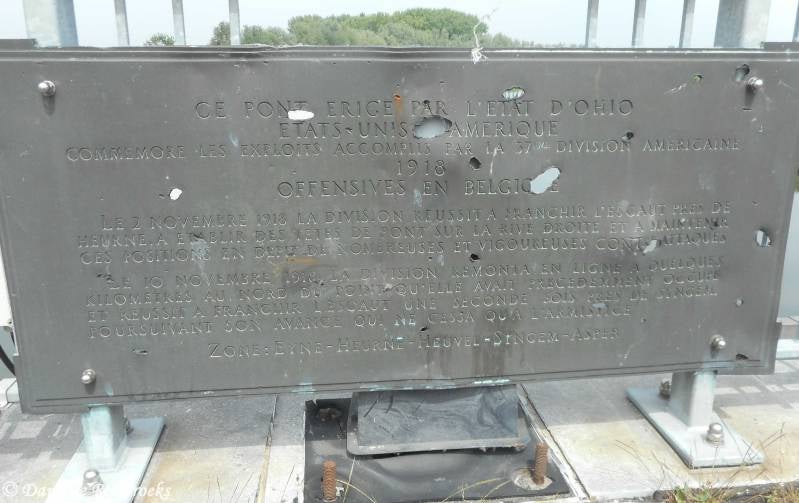 CE PONT ERIGE PAR L'ETAT D'OHIO
ETATS-UNIS AMERIQUE
COMMEMORE LES EXPLOITS ACCOMPLIS PAR LA 37me DIVISION AMERICAINE
1918
OFFENSIVES EN BELGIQUE
LE 2 NOVEMBRE 1918 LA DIVISION REUSSIT A FRANCHIR L'ESCAUT PRES DE
HEURNE, A ETABLIR DES TETES DE PONT SUR LA RIVE DROITE ET A MAINTENIR
CES POSITIONS EN DEPIT DE NOMBREUSES ET VIGOUREUSES CONTREATTAQUES
LE 10 NOVEMBRE 1918 LA DIVISION REMONTA EN LIGNE A QUELQUES
KILOMETRES AU NORD DU POINT QU'ELLE AVAIT PRECEDEMMENT OCCUPE
ET REUSSIT A FRANCHIR L'ESCAUT UNE SECONDE FOIS PRES DE SYNGEM,
POURSUIVANT SON AVANCE QUI NE CESSA QU'A L'ARMISTICE
ZONE: EYNE-HEURNE-HEUVEL-SYNGEM-ASPER